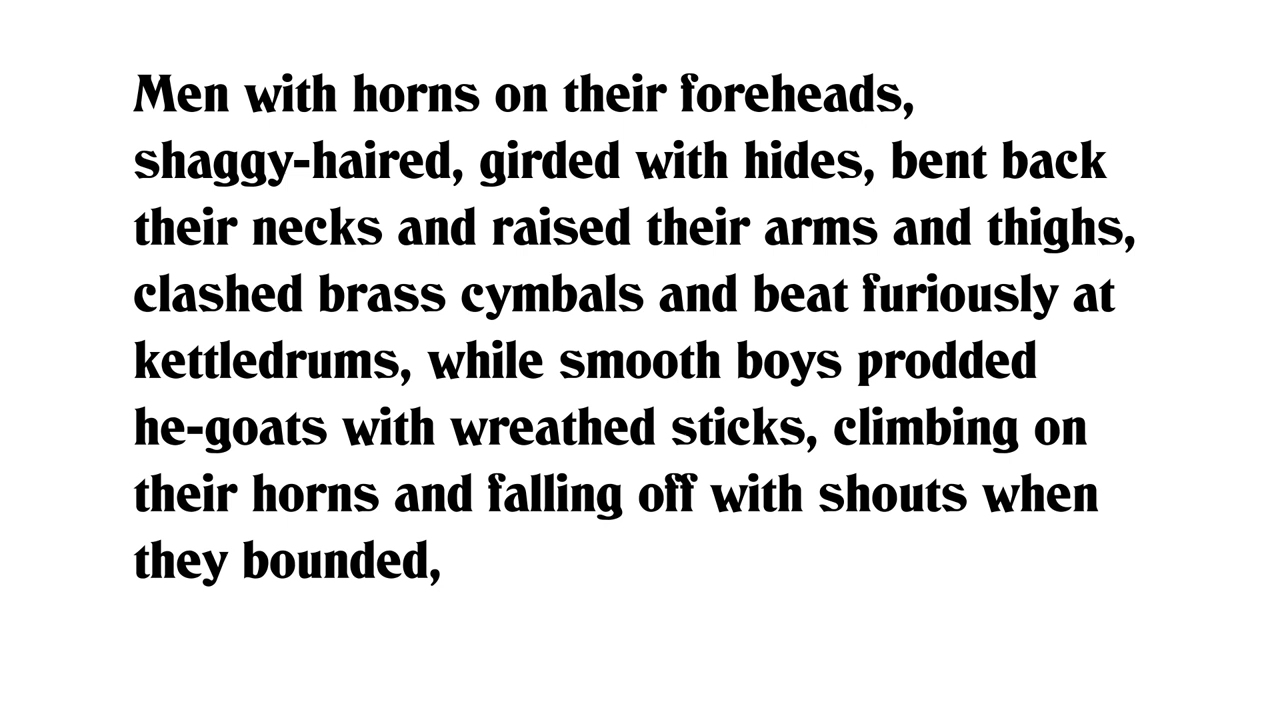 Men with horns on their foreheads,
shaggy-haired, girded with hides, bent back
their necks and raised their arms and thighs,
clashed brass cymbals and beat furiously at
kettledrums, while smooth boys prodded
he-goats with wreathed sticks, climbing on
their horns and falling off with shouts when
they bounded,